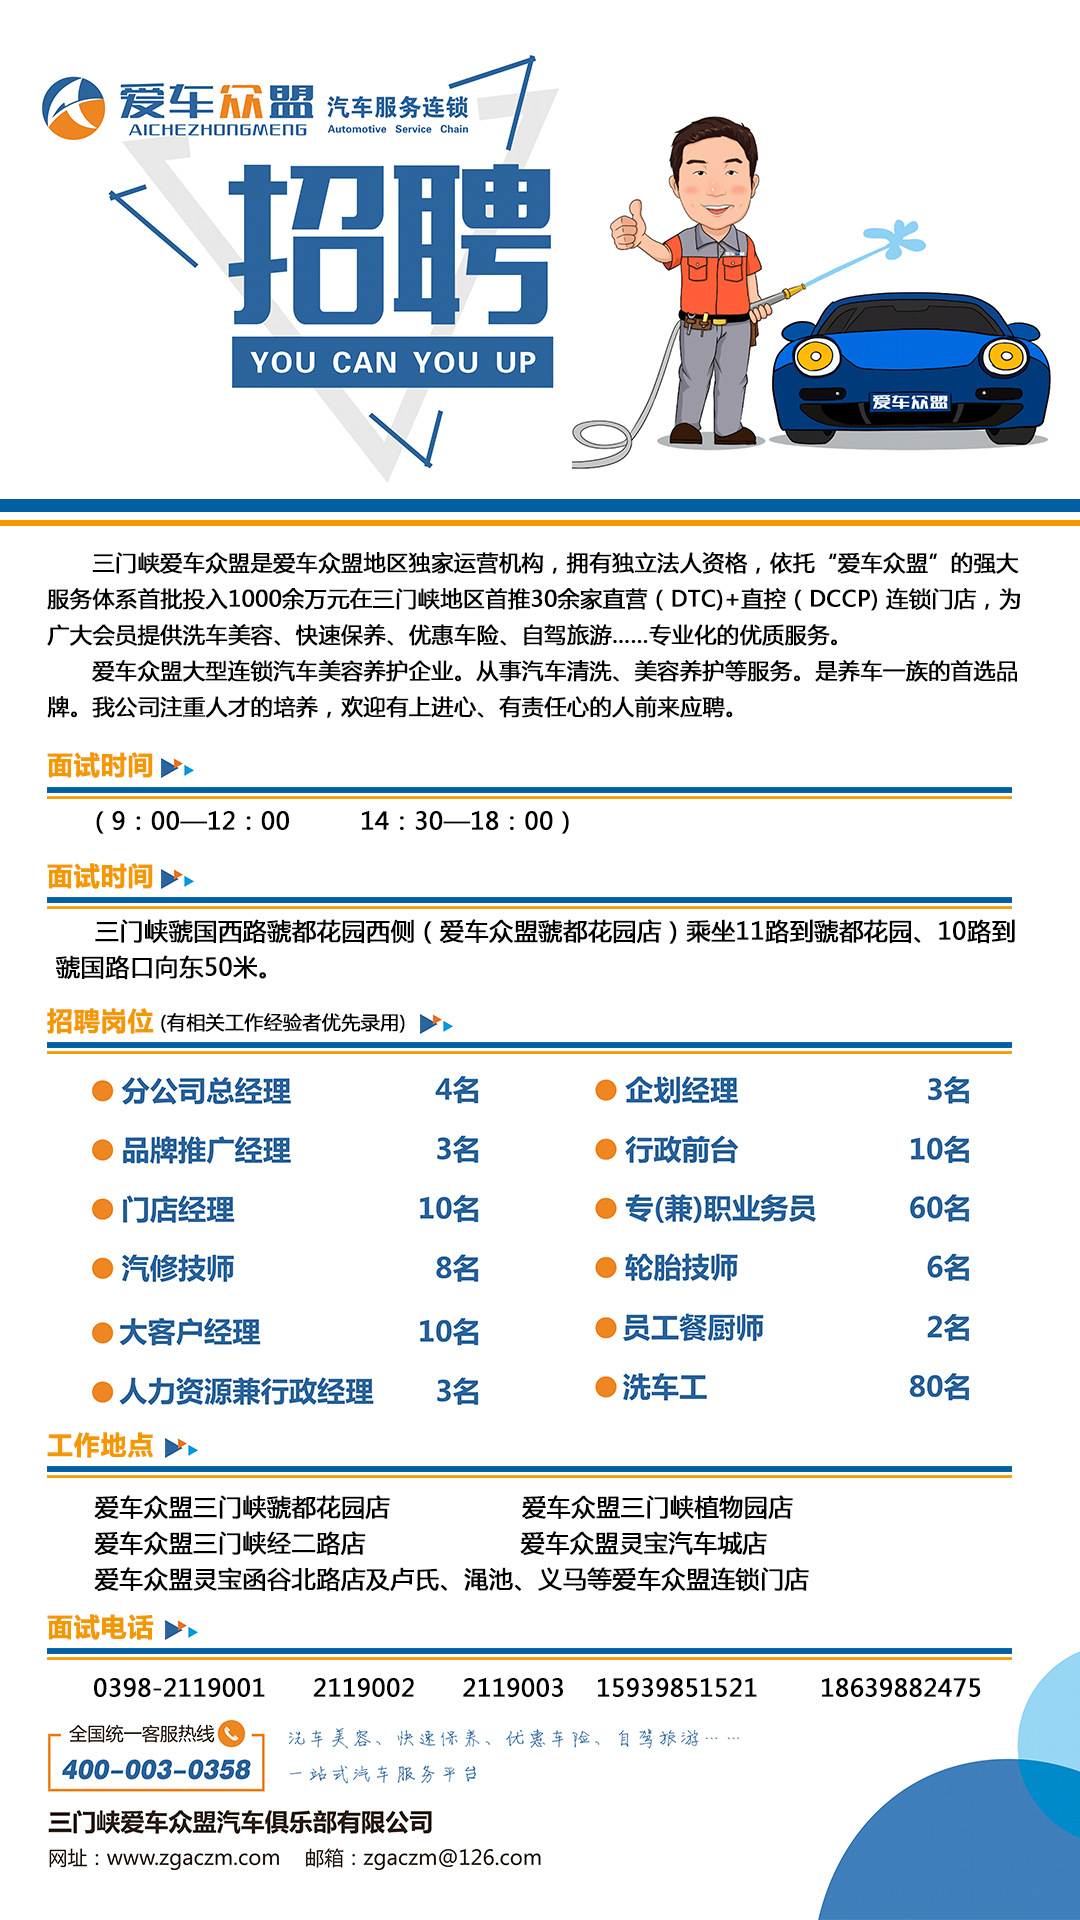 爱车众盟 汽车服务连锁
AICHEZHONGMENG Automotive Service Chain
招聘
YOU CAN YOU UP
爱车众盟
三门峡爱车众盟是爱车众盟地区独家运营机构，拥有独立法人资格，依托“爱车众盟”的强大
服务体系首批投入1000余万元在三门峡地区首推30余家直营（DTC)+直控（DCCP) 连锁门店，为
广大会员提供洗车美容、快速保养、优惠车险、自驾旅游......专业化的优质服务。
爱车众盟大型连锁汽车美容养护企业。从事汽车清洗、美容养护等服务。是养车一族的首选品
牌。我公司注重人才的培养，欢迎有上进心、有责任心的人前来应聘。
面试时间
（9：00—12：00 14：30—18：00）
面试时间
三门峡虢国西路虢都花园西侧（爱车众盟虢都花园店）乘坐11路到虢都花园、10路到
虢国路口向东50米。
招聘岗位 (有相关工作经验者优先录用)
分公司总经理 4名 企划经理 3名
品牌推广经理 3名 行政前台 10名
门店经理 10名 专(兼)职业务员 60名
汽修技师 8名 轮胎技师 6名
大客户经理 10名 员工餐厨师 2名
人力资源兼行政经理 3名 洗车工 80名
工作地点
爱车众盟三门峡虢都花园店 爱车众盟三门峡植物园店
爱车众盟三门峡经二路店 爱车众盟灵宝汽车城店
爱车众盟灵宝函谷北路店及卢氏、渑池、义马等爱车众盟连锁门店
面试电话
0398-2119001 2119002 2119003 15939851521 18639882475
全国统一客服热线
400-003-0358
洗车美容、快速保养、优惠车险、自驾旅游……
一站式汽车服务平台
三门峡爱车众盟汽车俱乐部有限公司
网址：www.zgaczm.com 邮箱：zgaczm@126.com